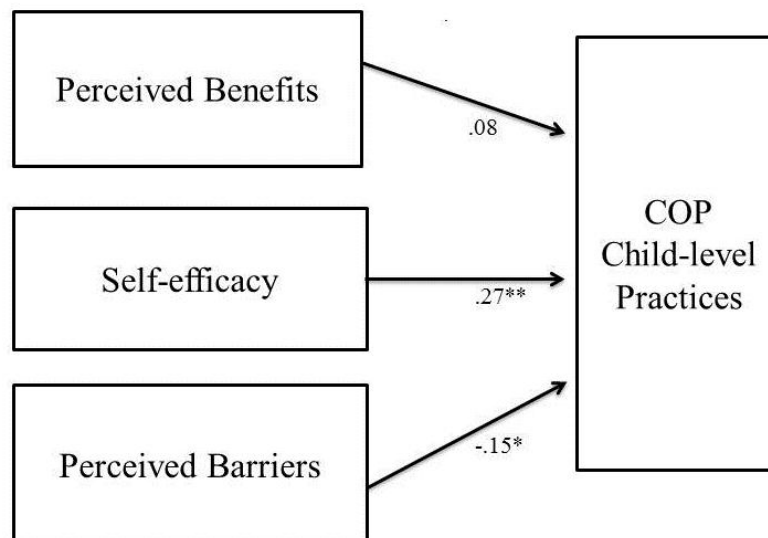 Perceived Benefits
.08
Self-efficacy
.27**
Perceived Barriers
-.15*
COP
Child-level
Practices